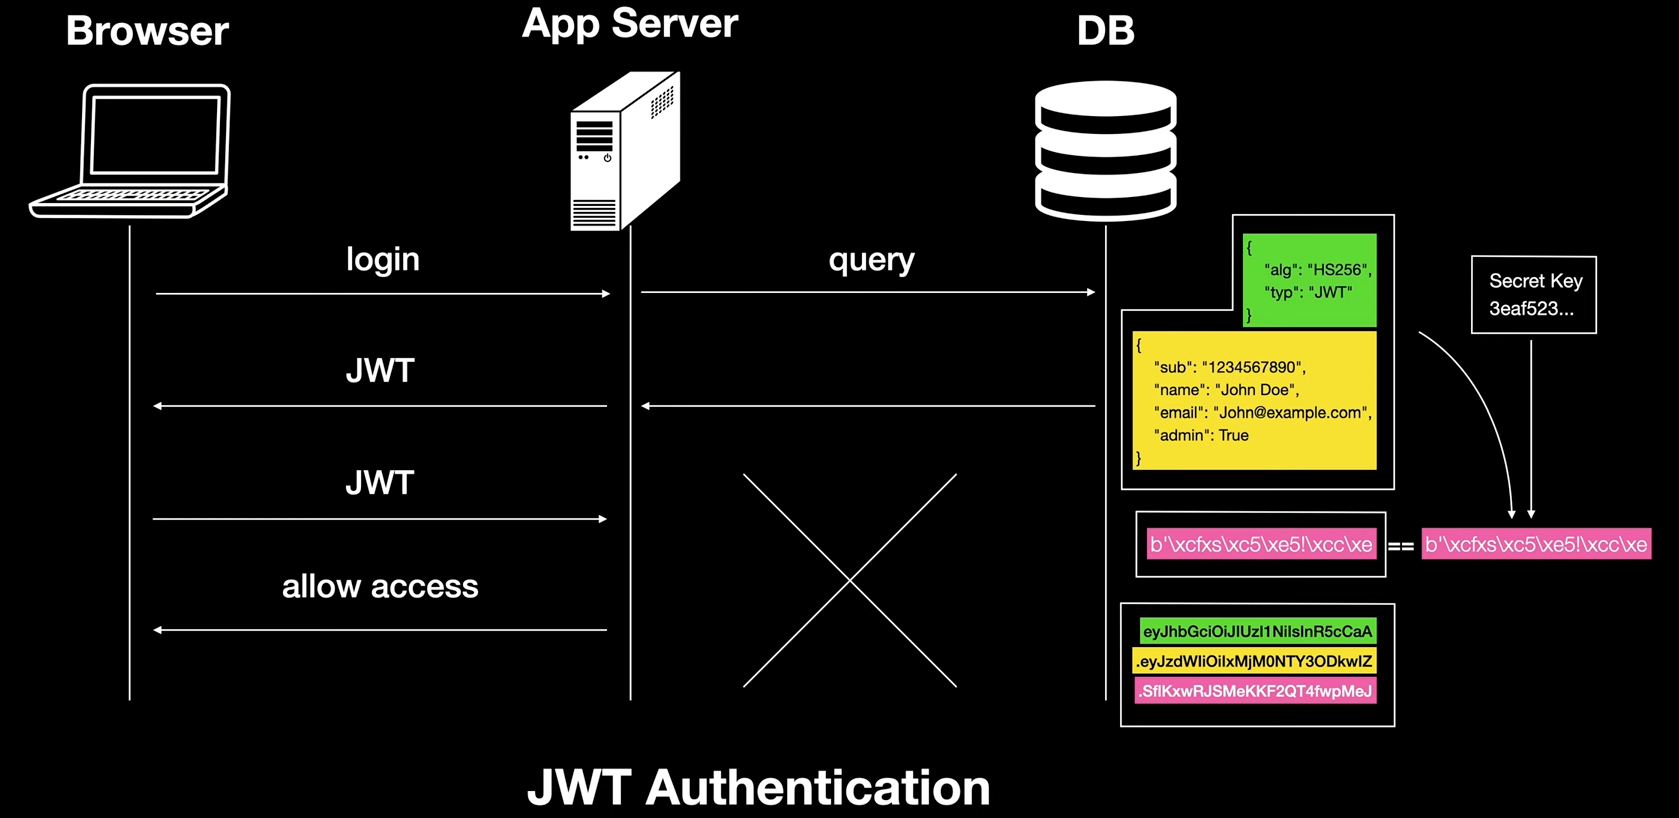 Browser
App Server
DB
login
query
JWT
JWT
allow access
{
"alg": "HS256",
"typ": "JWT"
}
{
"sub": "1234567890",
"name": "John Doe",
"email": "John@example.com",
"admin": True
}
Secret Key
3eaf523...
b'\xcfxs\xc5\xe5!\xcc\xe
==
b'\xcfxs\xc5\xe5!\xcc\xe
eyJhbGciOiJIUzI1NiIsInR5cCaA
.eyJzdWIiOiIxMjM0NTY3ODkwIZ
.SflKxwRJSMeKKF2QT4fwpMeJ
JWT Authentication